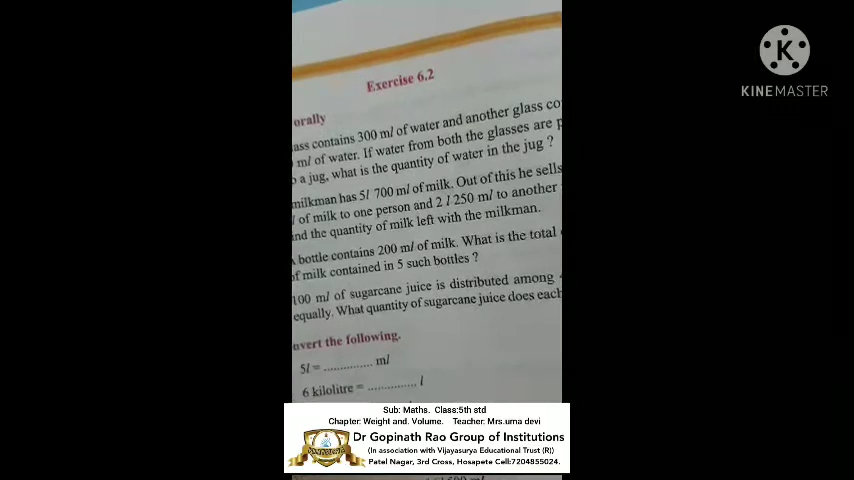 Exercise 6.2
orally
ass contains 300 ml of water and another glass co
ml of water. If water from both the glasses are p
a jug, what is the quantity of water in the jug ?
milkman has 5l 700 ml of milk. Out of this he sells
l of milk to one person and 2 l 250 ml to another
nd the quantity of milk left with the milkman.
bottle contains 200 ml of milk. What is the total
of milk contained in 5 such bottles ?
100 ml of sugarcane juice is distributed among
equally. What quantity of sugarcane juice does each
nvert the following.
5l = .............. ml
6 kilolitre = .............. l
KINEMASTER
Sub: Maths. Class:5th std
Chapter: Weight and. Volume. Teacher: Mrs.uma devi
Dr Gopinath Rao Group of Institutions
(In association with Vijayasurya Educational Trust (R))
Patel Nagar, 3rd Cross, Hosapete Cell:7204855024.